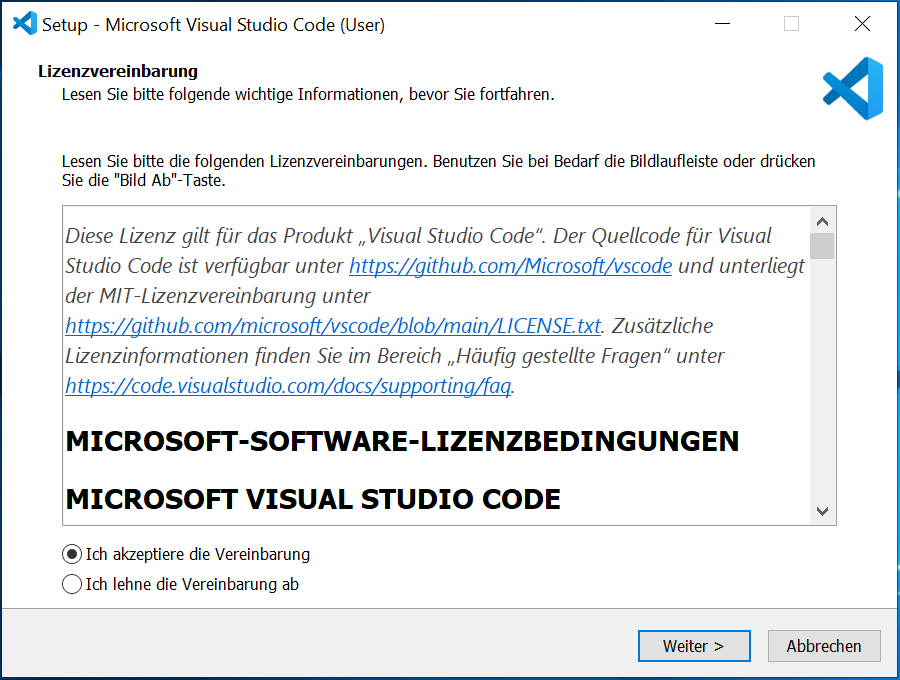 Setup - Microsoft Visual Studio Code (User)
Lizenzvereinbarung
Lesen Sie bitte folgende wichtige Informationen, bevor Sie fortfahren.
Lesen Sie bitte die folgenden Lizenzvereinbarungen. Benutzen Sie bei Bedarf die Bildlaufleiste oder drücken
Sie die "Bild Ab"-Taste.
Diese Lizenz gilt für das Produkt „Visual Studio Code“. Der Quellcode für Visual
Studio Code ist verfügbar unter https://github.com/Microsoft/vscode und unterliegt
der MIT-Lizenzvereinbarung unter
https://github.com/microsoft/vscode/blob/main/LICENSE.txt. Zusätzliche
Lizenzinformationen finden Sie im Bereich „Häufig gestellte Fragen“ unter
https://code.visualstudio.com/docs/supporting/faq.
MICROSOFT-SOFTWARE-LIZENZBEDINGUNGEN
MICROSOFT VISUAL STUDIO CODE
Ich akzeptiere die Vereinbarung
Ich lehne die Vereinbarung ab
Weiter >
Abbrechen